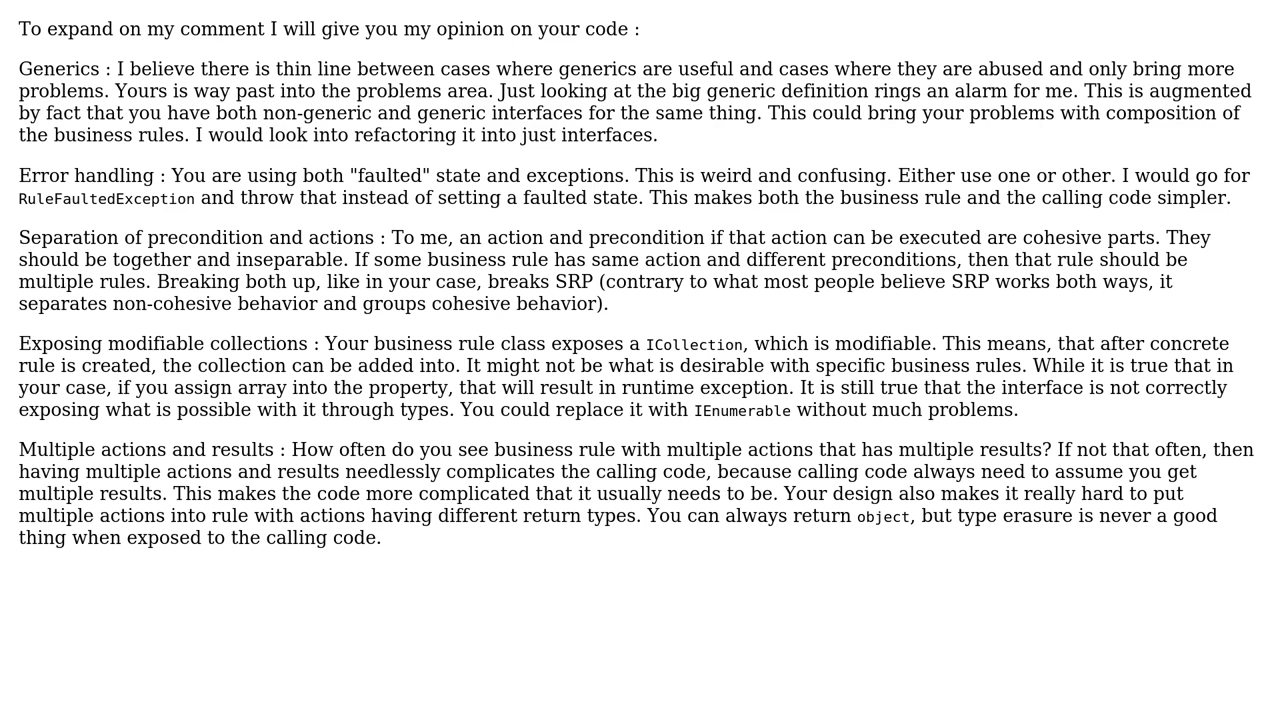 To expand on my comment I will give you my opinion on your code :
Generics : I believe there is thin line between cases where generics are useful and cases where they are abused and only bring more
problems. Yours is way past into the problems area. Just looking at the big generic definition rings an alarm for me. This is augmented
by fact that you have both non-generic and generic interfaces for the same thing. This could bring your problems with composition of
the business rules. I would look into refactoring it into just interfaces.
Error handling : You are using both "faulted" state and exceptions. This is weird and confusing. Either use one or other. I would go for
RuleFaultedException and throw that instead of setting a faulted state. This makes both the business rule and the calling code simpler.
Separation of precondition and actions : To me, an action and precondition if that action can be executed are cohesive parts. They
should be together and inseparable. If some business rule has same action and different preconditions, then that rule should be
multiple rules. Breaking both up, like in your case, breaks SRP (contrary to what most people believe SRP works both ways, it
separates non-cohesive behavior and groups cohesive behavior).
Exposing modifiable collections : Your business rule class exposes a ICollection, which is modifiable. This means, that after concrete
rule is created, the collection can be added into. It might not be what is desirable with specific business rules. While it is true that in
your case, if you assign array into the property, that will result in runtime exception. It is still true that the interface is not correctly
exposing what is possible with it through types. You could replace it with IEnumerable without much problems.
Multiple actions and results : How often do you see business rule with multiple actions that has multiple results? If not that often, then
having multiple actions and results needlessly complicates the calling code, because calling code always need to assume you get
multiple results. This makes the code more complicated that it usually needs to be. Your design also makes it really hard to put
multiple actions into rule with actions having different return types. You can always return object, but type erasure is never a good
thing when exposed to the calling code.